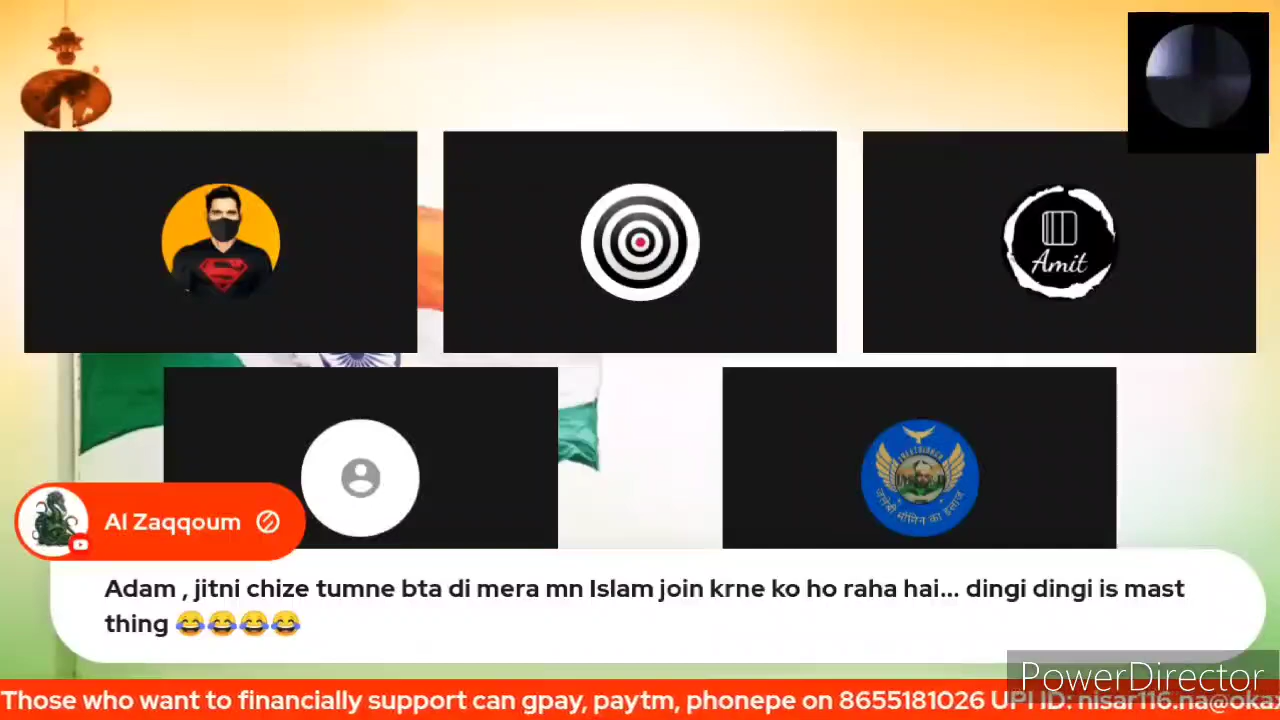 Amit
जलेबी मॉमिन का इलाज
Al Zaqqoum
Adam , jitni chize tumne bta di mera mn Islam join krne ko ho raha hai... dingi dingi is mast
thing 😂😂😂😂
PowerDirector
Those who want to financially support can gpay, paytm, phonepe on 8655181026 UPI ID: nisar116.na@oka